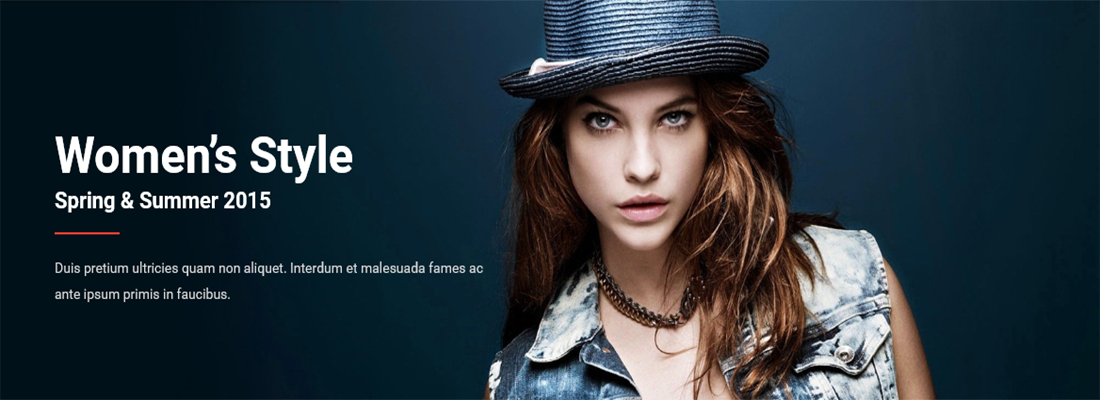 Women’s Style
Spring & Summer 2015
Duis pretium ultricies quam non aliquet. Interdum et malesuada fames ac
ante ipsum primis in faucibus.